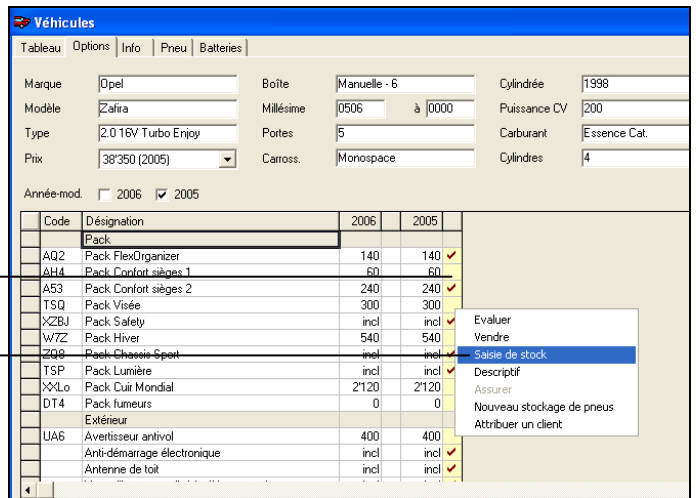 Véhicules
Tableau Options Info Pneu Batteries
Marque Opel Boîte Manuelle - 6 Cylindrée 1998
Modèle Zafira Millésime 0506 à 0000 Puissance CV 200
Type 2.0 16V Turbo Enjoy Portes 5 Carburant Essence Cat.
Prix 38'350 (2005) Carross. Monospace Cylindres 4
Année-mod. 2006 2005
Code Désignation 2006 2005
Pack
AQ2 Pack FlexOrganizer 140 140
AH4 Pack Confort sièges 1 60 60
A53 Pack Confort sièges 2 240 240
TSQ Pack Visée 300 300
XZBJ Pack Safety incl incl
W7Z Pack Hiver 540 540
ZQ8 Pack Chassis Sport incl incl
TSP Pack Lumière incl incl
XXLo Pack Cuir Mondial 2'120 2'120
DT4 Pack fumeurs 0 0
Extérieur
UA6 Avertisseur antivol 400 400
Anti-démarrage électronique incl incl
Antenne de toit incl incl
Evaluer
Vendre
Saisie de stock
Descriptif
Assurer
Nouveau stockage de pneus
Attribuer un client